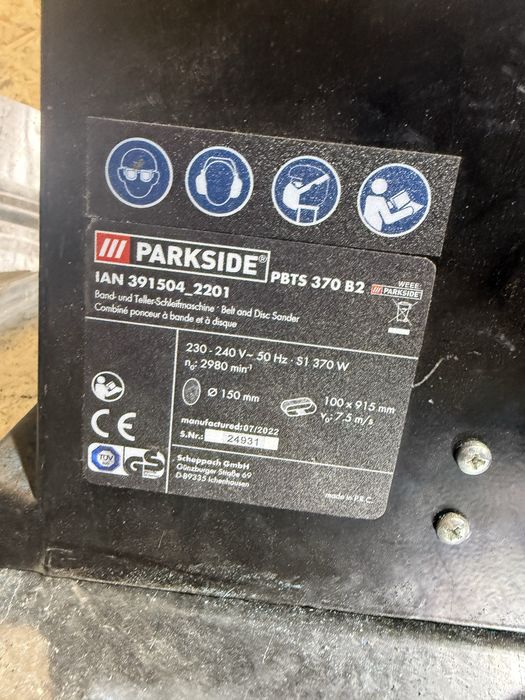 /// PARKSIDE® PBTS 370 B2
WEEE:
/// PARKSIDE
IAN 391504_2201
Band- und Teller-Schleifmaschine · Belt and Disc Sander
Combiné ponceur à bande et à disque
230 - 240 V~ 50 Hz · S1 370 W
n₀: 2980 min⁻¹
Ø 150 mm
100 x 915 mm
v₀: 7,5 m/s
manufactured: 07/2022
S.Nr.: 24931
CE
TÜV
GS
Scheppach GmbH
Günzburger Straße 69
D-89335 Ichenhausen
made in P.R.C.